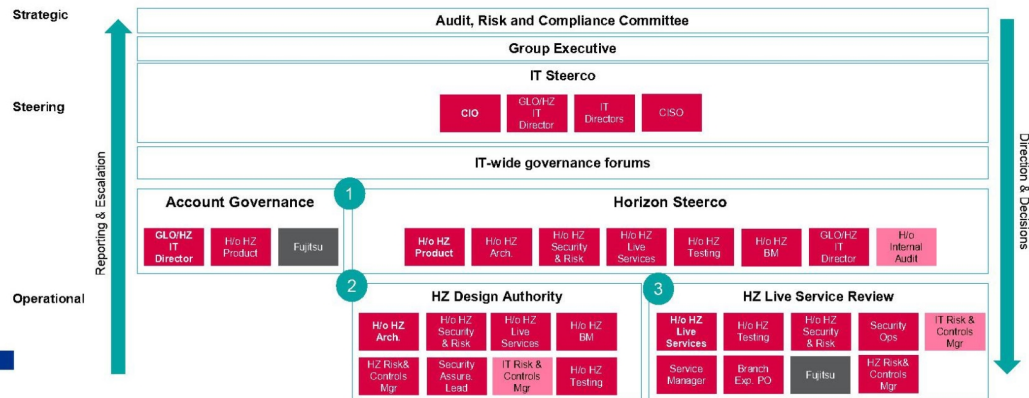 Strategic
Audit, Risk and Compliance Committee
Group Executive
IT Steerco
Steering
CIO
GLO/HZ
IT
Director
IT
Directors
CISO
IT-wide governance forums
Reporting & Escalation
Direction & Decisions
1
Account Governance
GLO/HZ
IT
Director
H/o HZ
Product
Fujitsu
Horizon Steerco
H/o HZ
Product
H/o HZ
Arch.
H/o HZ
Security
& Risk
H/o HZ
Live
Services
H/o HZ
Testing
H/o HZ
BM
GLO/HZ
IT
Director
H/o
Internal
Audit
Operational
2
HZ Design Authority
H/o HZ
Arch.
H/o HZ
Security
& Risk
H/o HZ
Live
Services
H/o HZ
BM
HZ Risk&
Controls
Mgr
Security
Assure.
Lead
IT Risk &
Controls
Mgr
H/o HZ
Testing
3
HZ Live Service Review
H/o HZ
Live
Services
H/o HZ
Testing
H/o HZ
Security
& Risk
Security
Ops
IT Risk &
Controls
Mgr
Service
Manager
Branch
Exp. PO
Fujitsu
HZ Risk&
Controls
Mgr